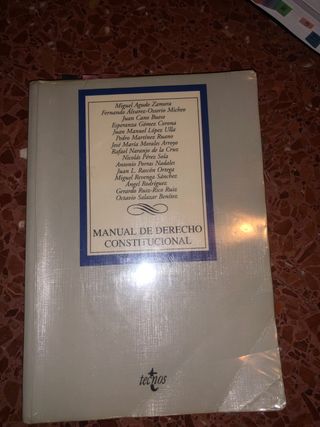 Miguel Agudo Zamora
Fernando Álvarez-Ossorio Micheo
Juan Cano Bueso
Esperanza Gómez Corona
Juan Manuel López Ulla
Pedro Martínez Ruano
José María Morales Arroyo
Rafael Naranjo de la Cruz
Nicolás Pérez Sola
Antonio Porras Nadales
Juan L. Rascón Ortega
Miguel Revenga Sánchez
Ángel Rodríguez
Gerardo Ruiz-Rico Ruiz
Octavio Salazar Benítez
MANUAL DE DERECHO
CONSTITUCIONAL
tecnos